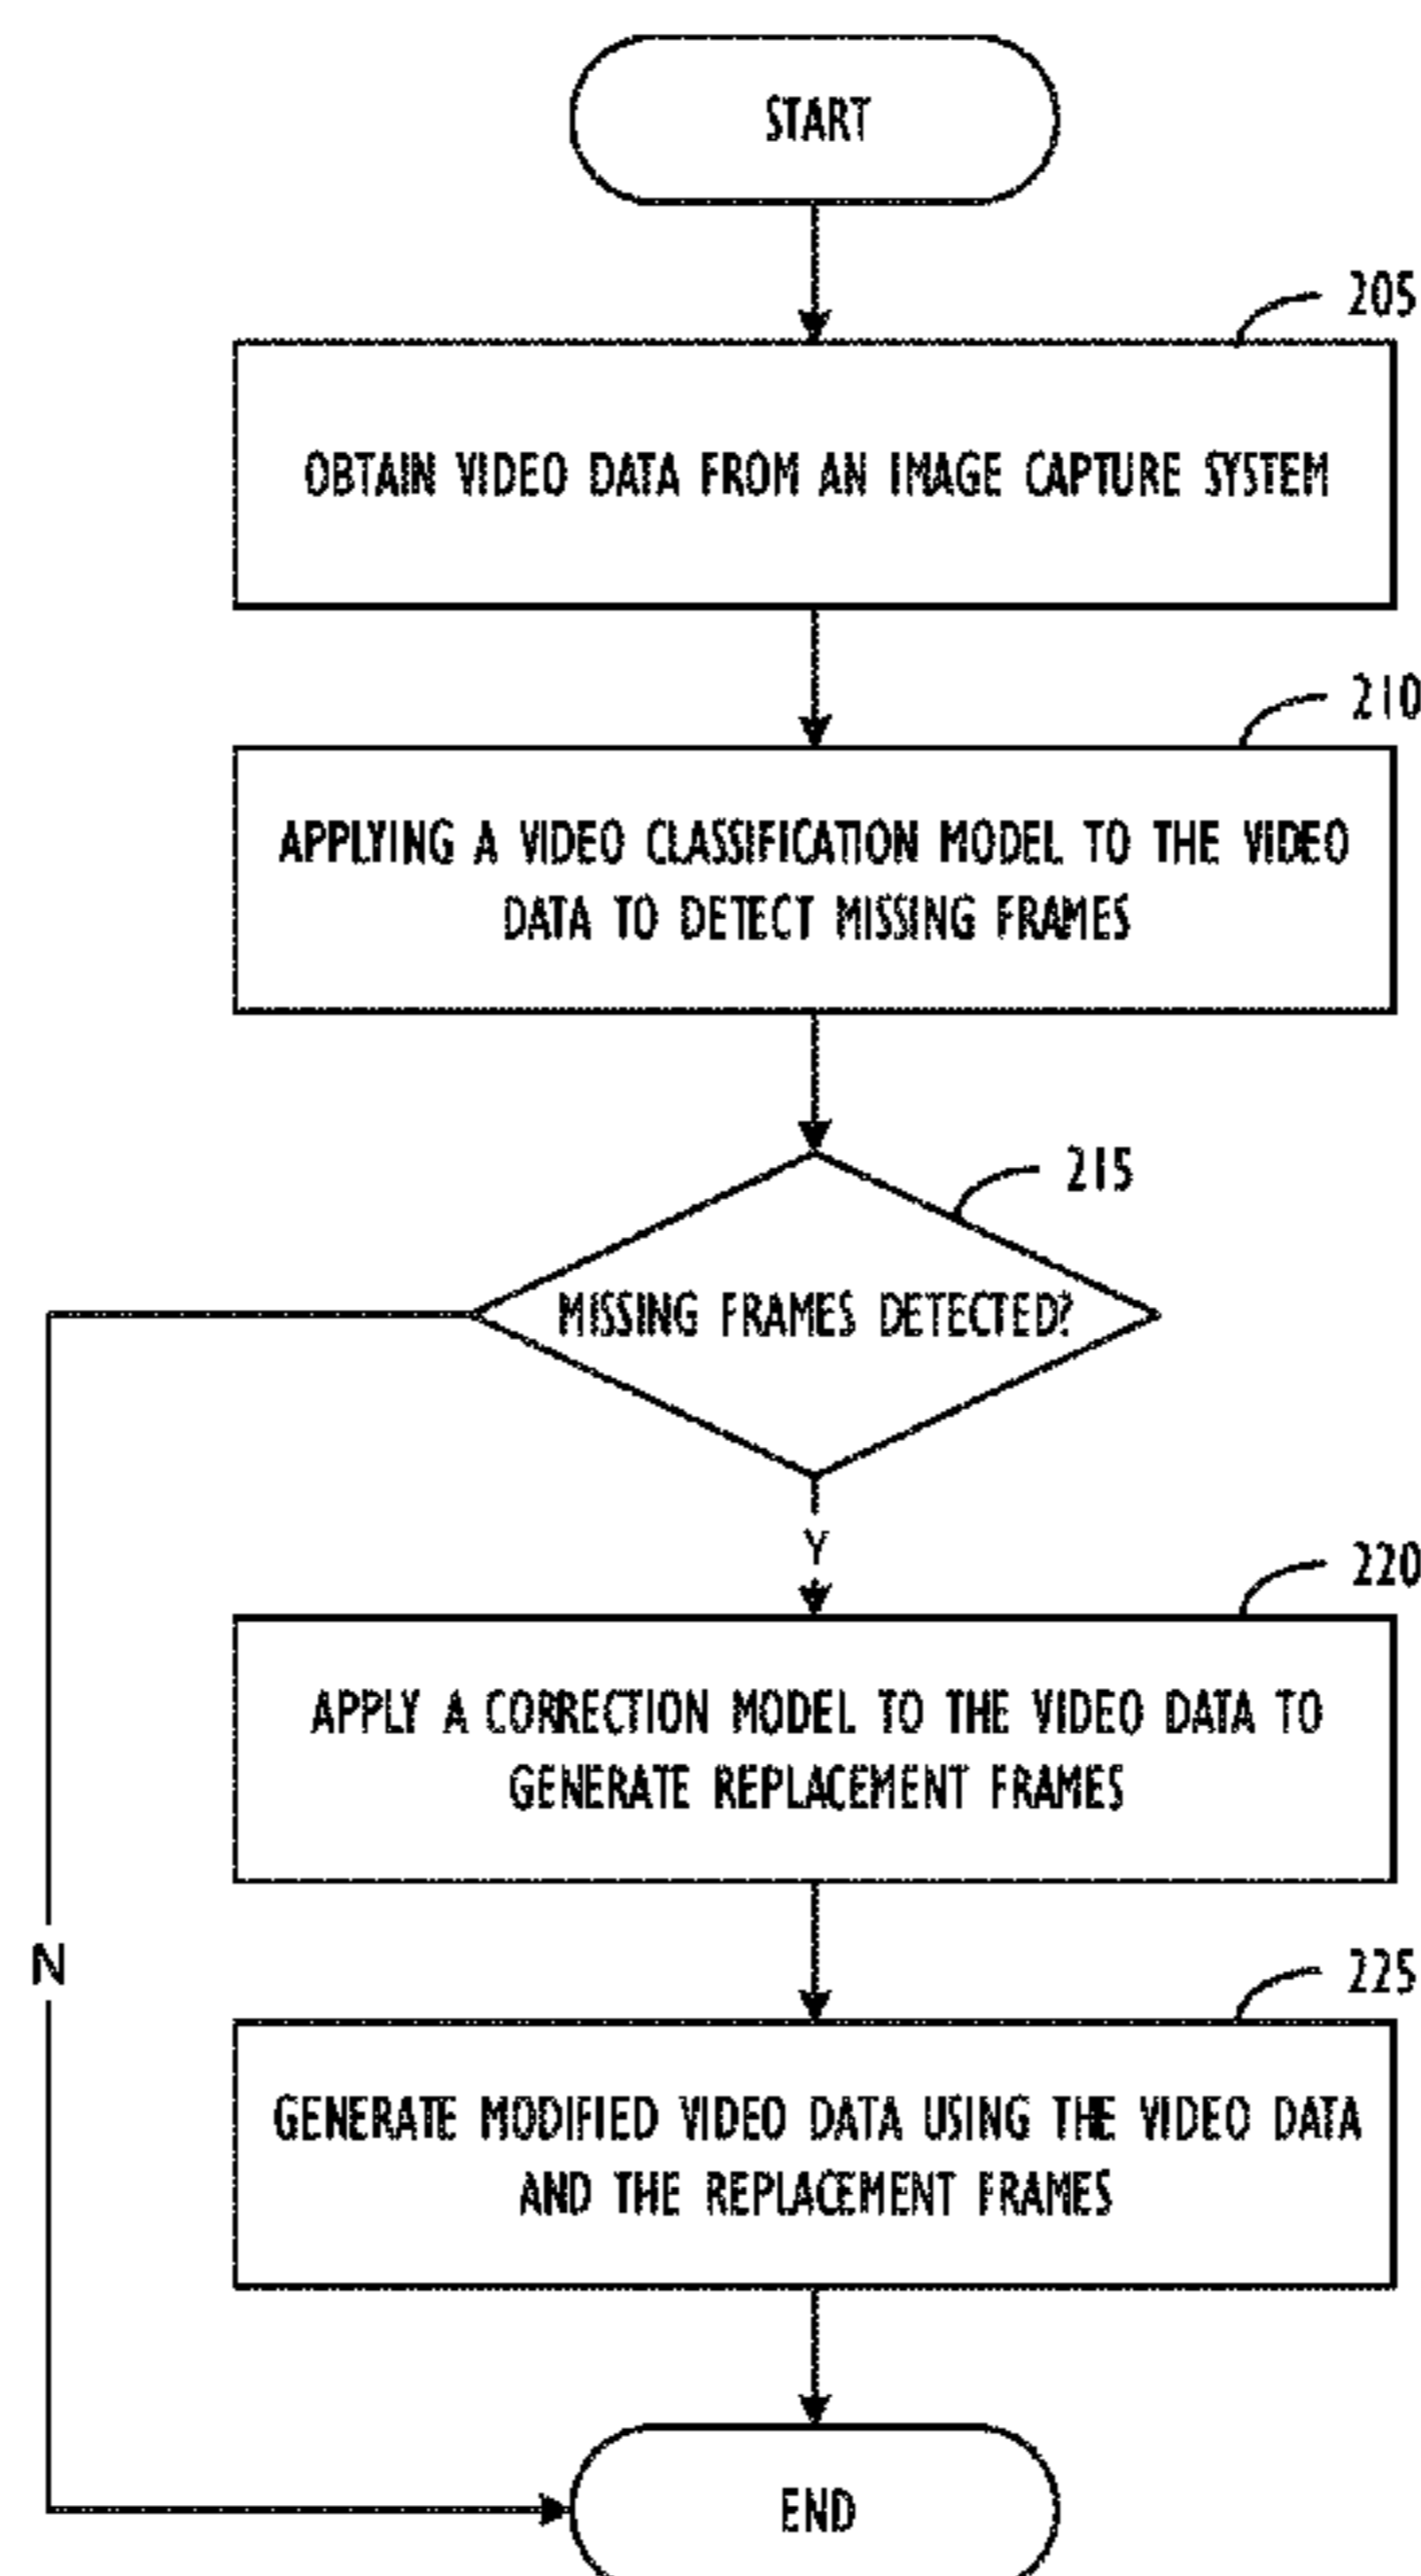 START
205
OBTAIN VIDEO DATA FROM AN IMAGE CAPTURE SYSTEM
210
APPLYING A VIDEO CLASSIFICATION MODEL TO THE VIDEO
DATA TO DETECT MISSING FRAMES
215
MISSING FRAMES DETECTED?
Y
220
APPLY A CORRECTION MODEL TO THE VIDEO DATA TO
GENERATE REPLACEMENT FRAMES
N
225
GENERATE MODIFIED VIDEO DATA USING THE VIDEO DATA
AND THE REPLACEMENT FRAMES
END